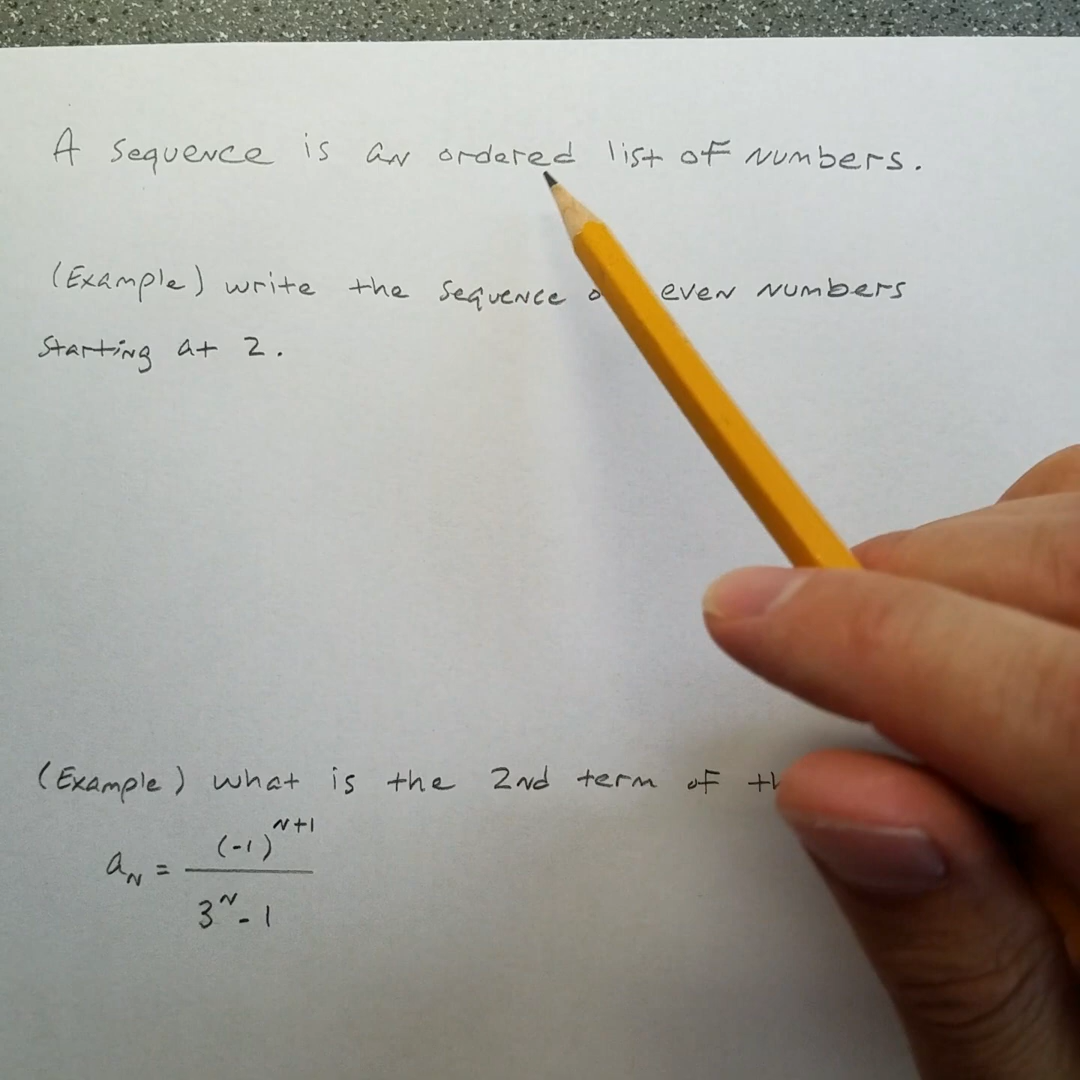 A sequence is an ordered list of numbers.
(Example) write the sequence even numbers
starting at 2.
(Example) what is the 2nd term of
a_N = (-1)^(N+1) / (3^N - 1)